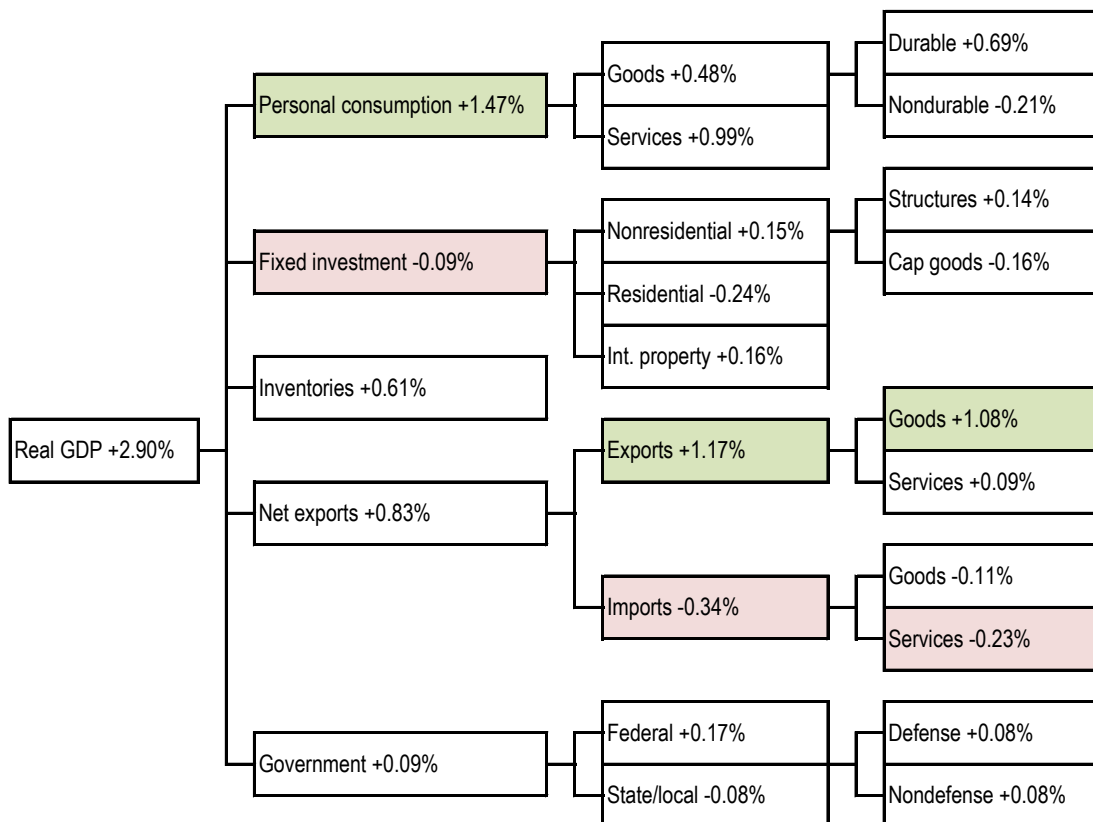 Real GDP +2.90%
Personal consumption +1.47%
Goods +0.48%
Durable +0.69%
Nondurable -0.21%
Services +0.99%
Fixed investment -0.09%
Nonresidential +0.15%
Structures +0.14%
Cap goods -0.16%
Residential -0.24%
Int. property +0.16%
Inventories +0.61%
Net exports +0.83%
Exports +1.17%
Goods +1.08%
Services +0.09%
Imports -0.34%
Goods -0.11%
Services -0.23%
Government +0.09%
Federal +0.17%
Defense +0.08%
Nondefense +0.08%
State/local -0.08%